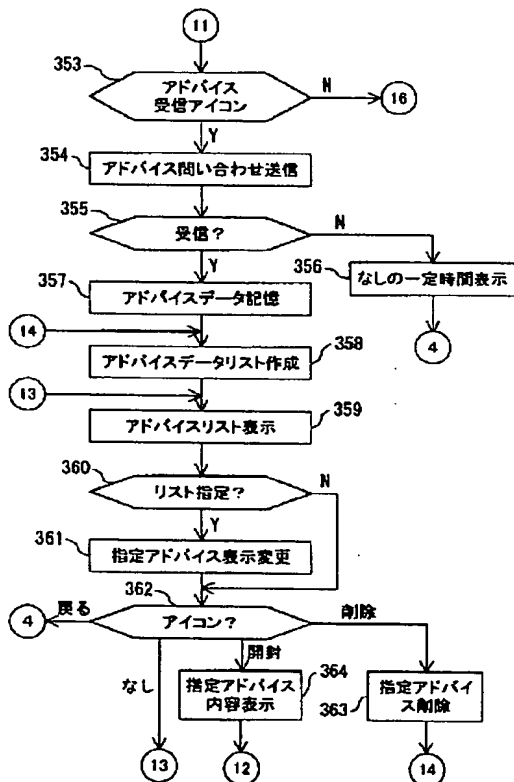 11
353
アドバイス
受信アイコン
N
16
Y
354
アドバイス問い合わせ送信
355
受信?
N
Y
356
なしの一定時間表示
4
357
アドバイスデータ記憶
14
358
アドバイスデータリスト作成
13
359
アドバイスリスト表示
360
リスト指定?
N
Y
361
指定アドバイス表示変更
362
4
戻る
アイコン?
削除
なし
開封
指定アドバイス
内容表示
364
363
指定アドバイ
ス削除
13
12
14